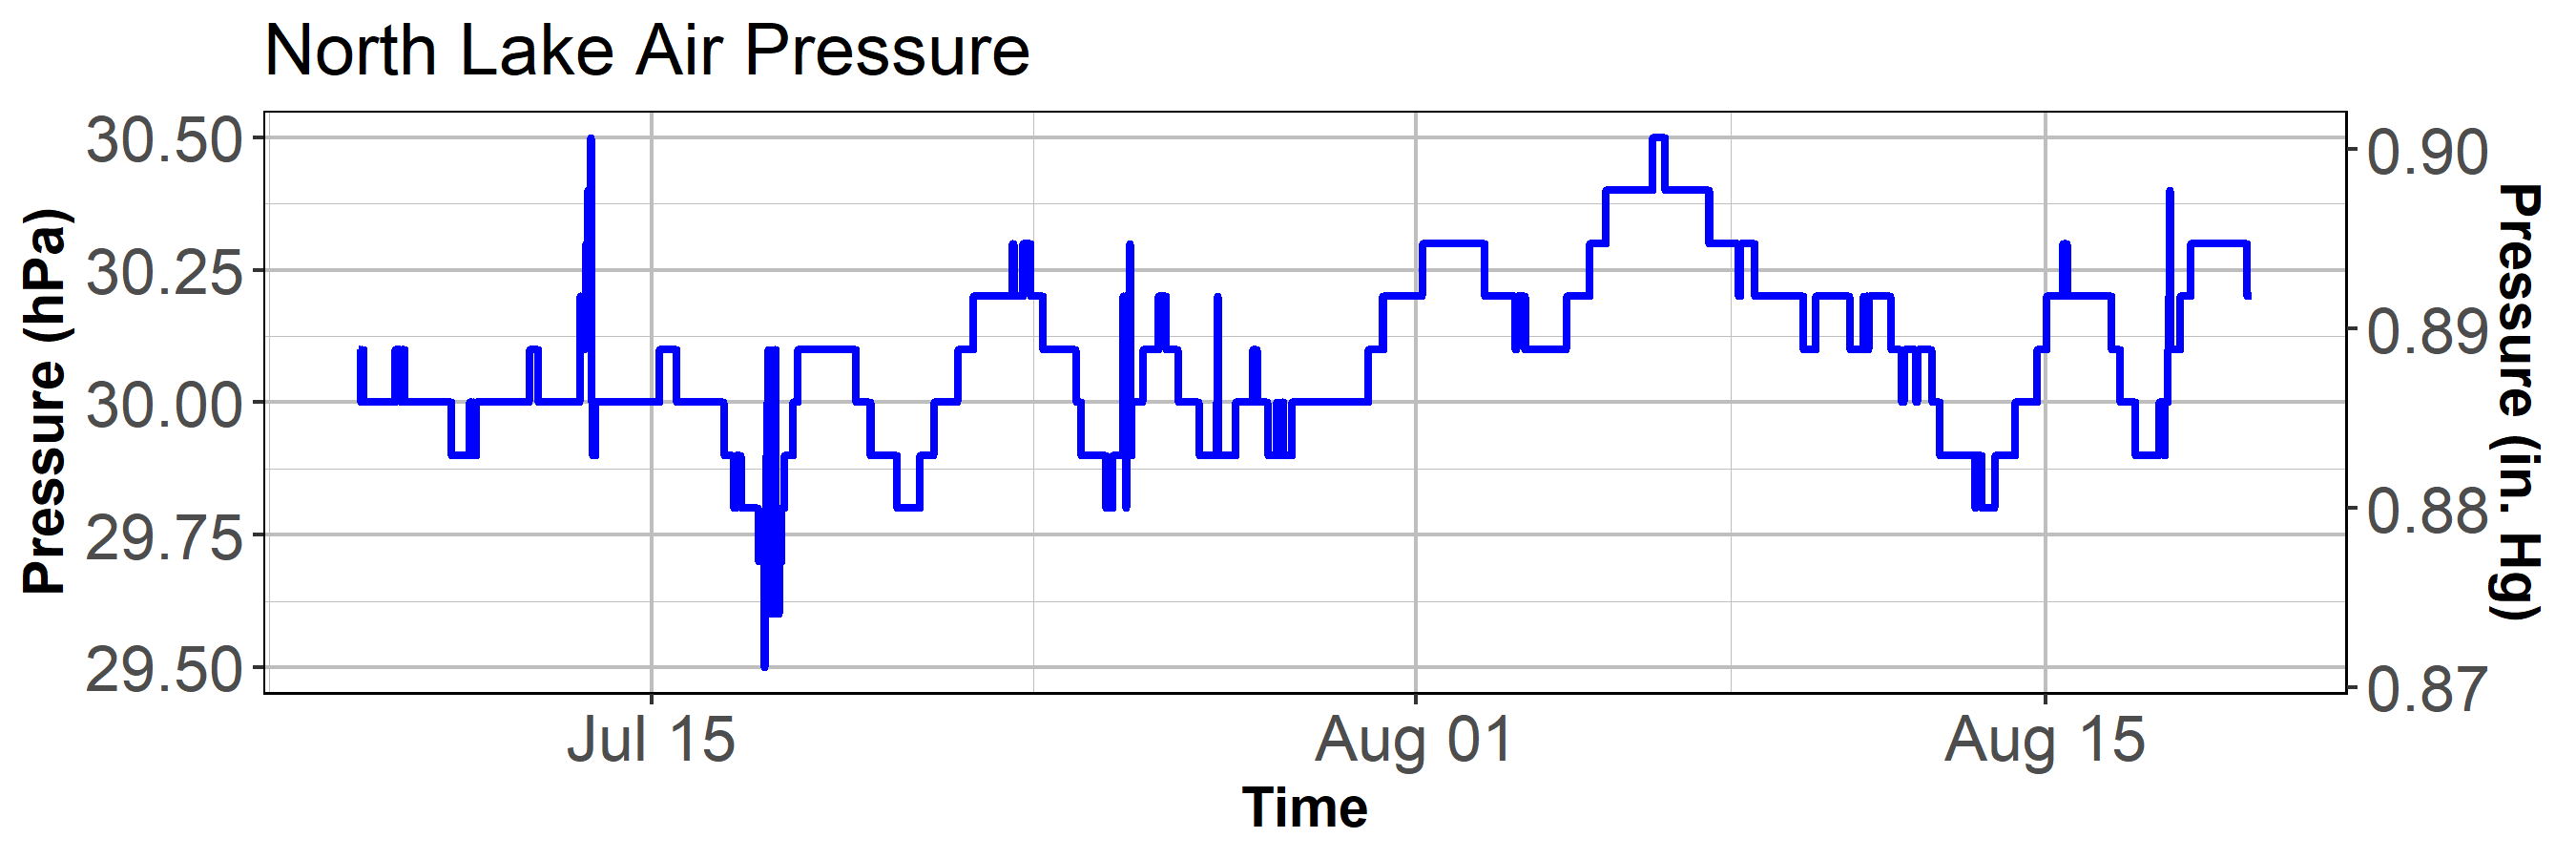 North Lake Air Pressure
Pressure (hPa)
30.50
30.25
30.00
29.75
29.50
0.90
0.89
0.88
0.87
Pressure (in. Hg)
Jul 15
Aug 01
Aug 15
Time